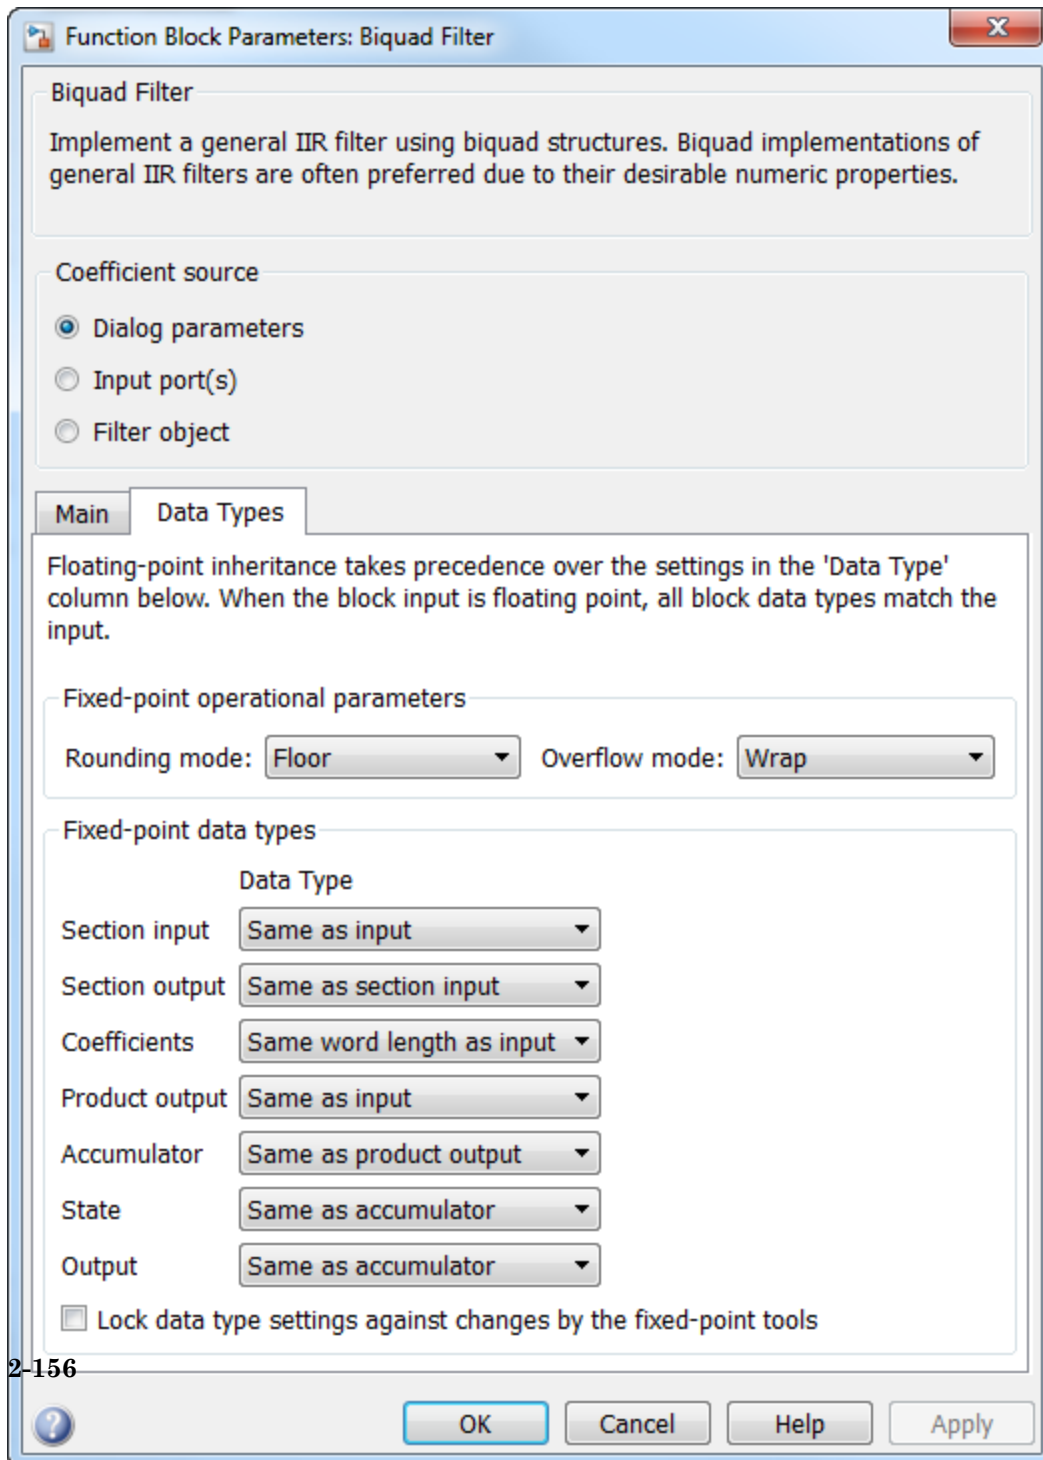 Function Block Parameters: Biquad Filter
X
Biquad Filter
Implement a general IIR filter using biquad structures. Biquad implementations of
general IIR filters are often preferred due to their desirable numeric properties.
Coefficient source
Dialog parameters
Input port(s)
Filter object
Main Data Types
Floating-point inheritance takes precedence over the settings in the 'Data Type'
column below. When the block input is floating point, all block data types match the
input.
Fixed-point operational parameters
Rounding mode: Floor Overflow mode: Wrap
Fixed-point data types
Data Type
Section input Same as input
Section output Same as section input
Coefficients Same word length as input
Product output Same as input
Accumulator Same as product output
State Same as accumulator
Output Same as accumulator
Lock data type settings against changes by the fixed-point tools
2-156
? OK Cancel Help Apply